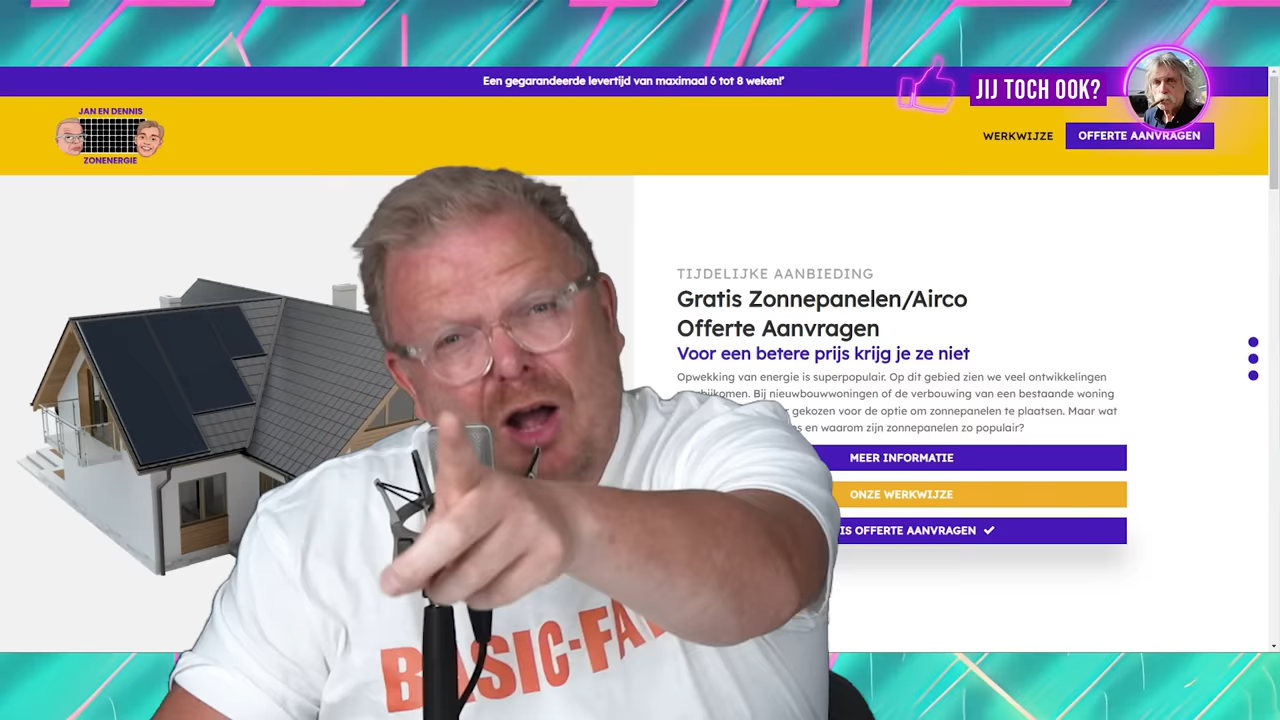 Een gegarandeerde levertijd van maximaal 6 tot 8 weken!'
JIJ TOCH OOK?
JAN EN DENNIS
ZONENERGIE
WERKWIJZE
OFFERTE AANVRAGEN
TIJDELIJKE AANBIEDING
Gratis Zonnepanelen/Airco
Offerte Aanvragen
Voor een betere prijs krijg je ze niet
Opwekking van energie is superpopulair. Op dit gebied zien we veel ontwikkelingen
Bij nieuwbouwwoningen of de verbouwing van een bestaande woning
gekozen voor de optie om zonnepanelen te plaatsen. Maar wat
en waarom zijn zonnepanelen zo populair?
MEER INFORMATIE
ONZE WERKWIJZE
OFFERTE AANVRAGEN
BASIC-FA